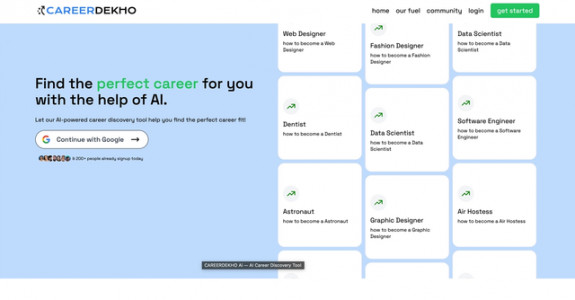 CAREERDEKHO
home our fuel community login get started
Find the perfect career for you
with the help of AI.
Let our AI-powered career discovery tool help you find the perfect career fit!
Continue with Google
people already signup today
Web Designer
how to become a Web
Designer
Dentist
how to become a Dentist
Astronaut
how to become a Astronaut
Fashion Designer
how to become a Fashion
Designer
Data Scientist
how to become a Data
Scientist
Graphic Designer
how to become a Graphic
Designer
Data Scientist
how to become a Data
Scientist
Software Engineer
how to become a Software
Engineer
Air Hostess
how to become a Air Hostess
CAREERDEKHO Ai — AI Career Discovery Tool